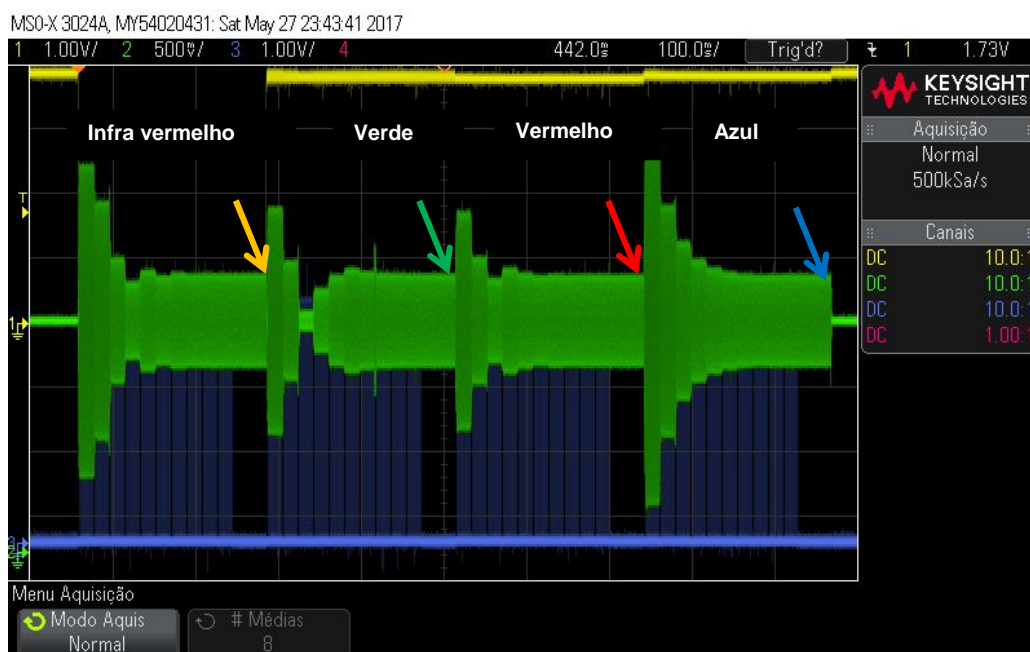 MSO-X 3024A, MY54020431: Sat May 27 23:43:41 2017
1 1.00V/ 2 500mV/ 3 1.00V/ 4 442.0ms 100.0ms/ Trig'd? 1 1.73V
KEYSIGHT
TECHNOLOGIES
Infra vermelho Verde Vermelho Azul
Aquisição
Normal
500kSa/s
T
Canais
DC 10.0:1
DC 10.0:1
DC 10.0:1
DC 1.00:1
1
3
2
Menu Aquisição
Modo Aquis
Normal
# Médias
8